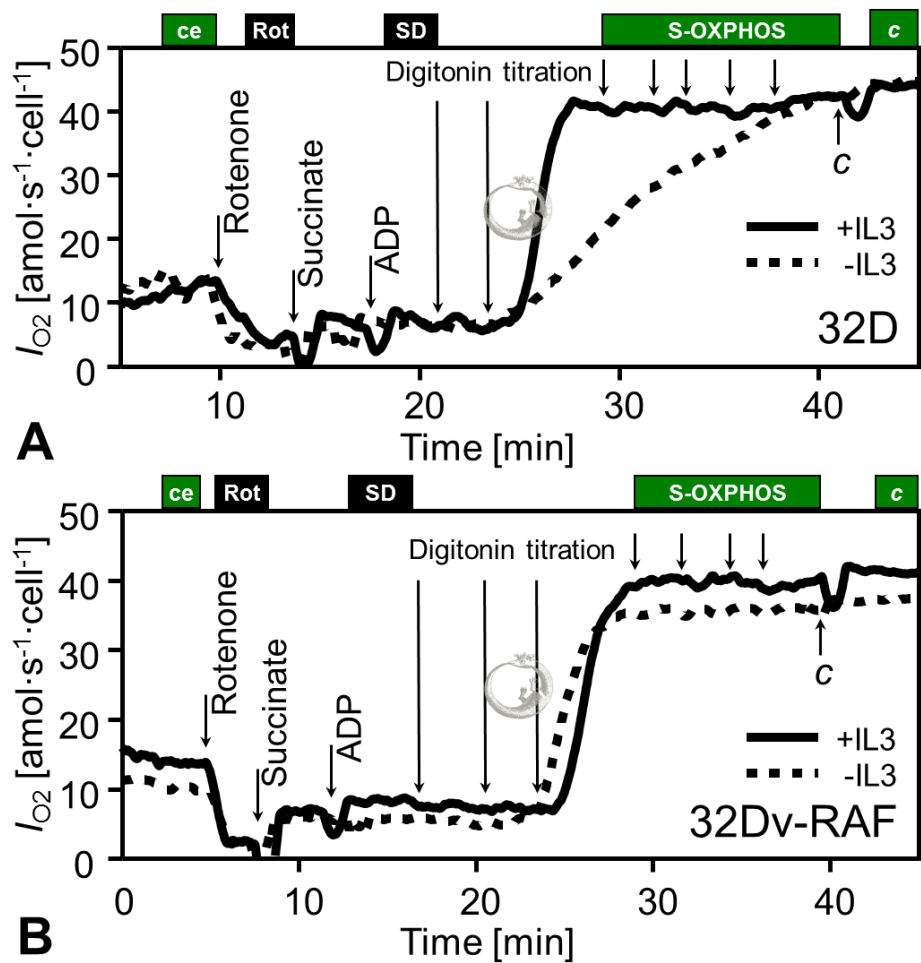 ce Rot SD S-OXPHOS c
50
40
30
20
10
0
I_O2 [amol·s⁻¹·cell⁻¹]
Rotenone
Succinate
ADP
Digitonin titration
c
+IL3
-IL3
32D
10 20 30 40
Time [min]
A
ce Rot SD S-OXPHOS c
50
40
30
20
10
0
I_O2 [amol·s⁻¹·cell⁻¹]
Rotenone
Succinate
ADP
Digitonin titration
c
+IL3
-IL3
32Dv-RAF
0 10 20 30 40
Time [min]
B